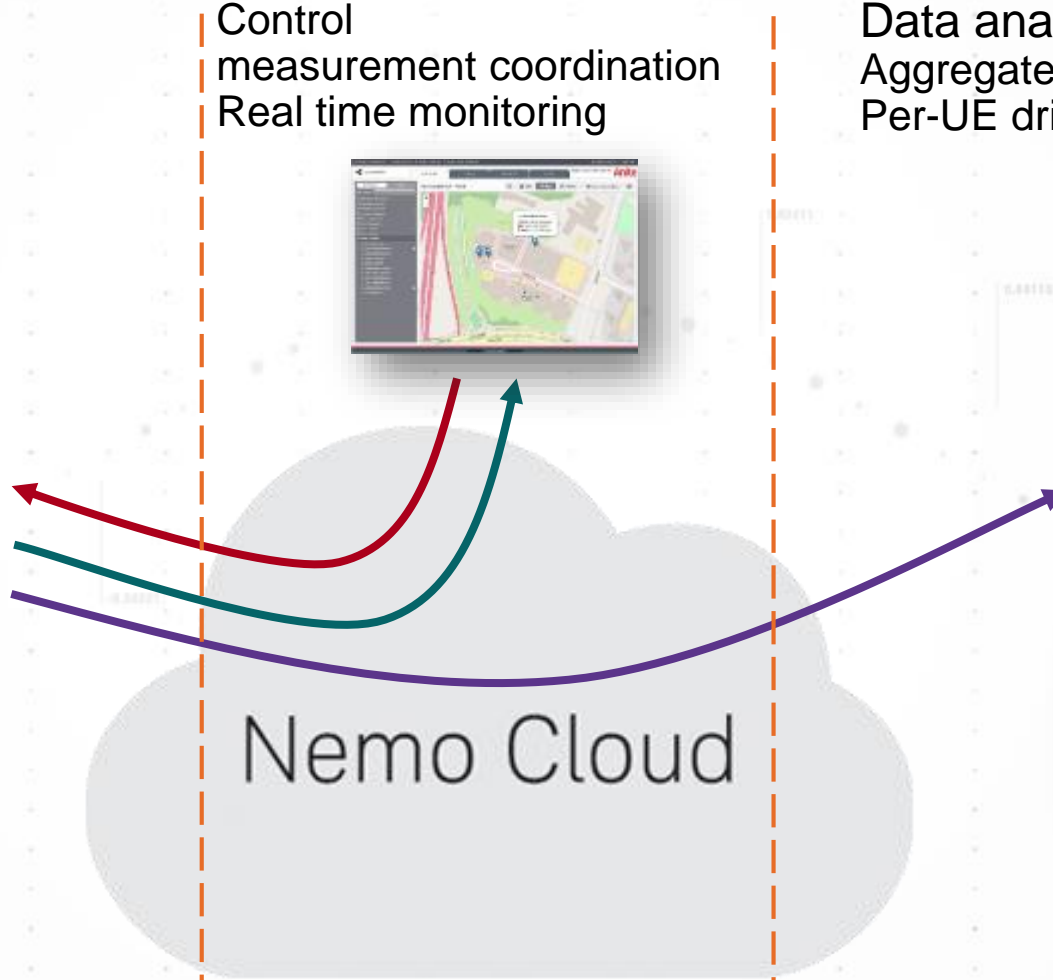 Control
measurement coordination
Real time monitoring
Data ana
Aggregate
Per-UE dri
Nemo Cloud